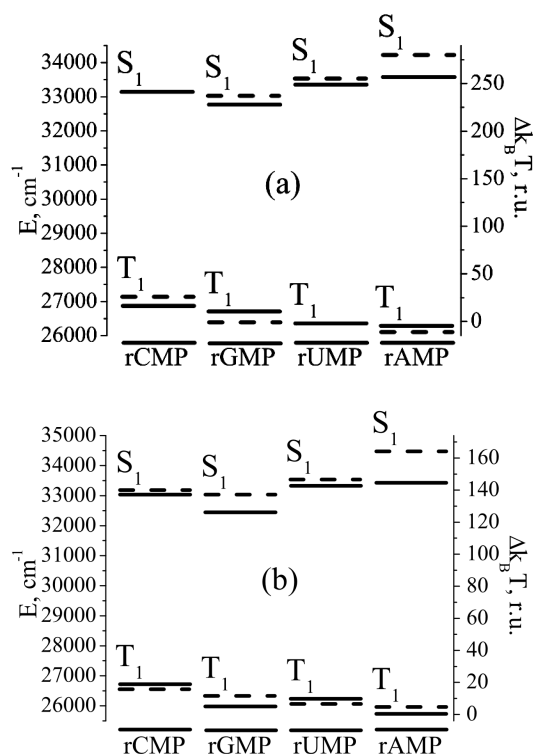 34000
33000
32000
31000
30000
29000
28000
27000
26000
E, cm⁻¹
S₁ S₁ S₁ S₁
(a)
T₁ T₁ T₁ T₁
rCMP rGMP rUMP rAMP
250
200
150
100
50
0
Δk_BT, r.u.
35000
34000
33000
32000
31000
30000
29000
28000
27000
26000
E, cm⁻¹
S₁ S₁ S₁ S₁
(b)
T₁ T₁ T₁ T₁
rCMP rGMP rUMP rAMP
160
140
120
100
80
60
40
20
0
Δk_BT, r.u.